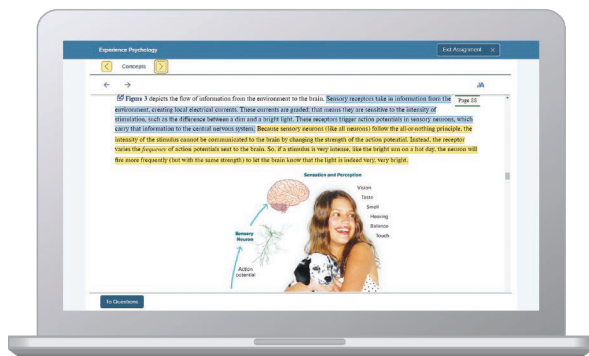 Experience Psychology
Exit Assignment X
Concepts
Figure 3 depicts the flow of information from the environment to the brain. Sensory receptors take in information from the
Page 88
environment, creating local electrical currents. These currents are graded; that means they are sensitive to the intensity of
stimulation, such as the difference between a dim and a bright light. These receptors trigger action potentials in sensory neurons, which
carry that information to the central nervous system. Because sensory neurons (like all neurons) follow the all-or-nothing principle, the
intensity of the stimulus cannot be communicated to the brain by changing the strength of the action potential. Instead, the receptor
varies the frequency of action potentials sent to the brain. So, if a stimulus is very intense, like the bright sun on a hot day, the neuron will
fire more frequently (but with the same strength) to let the brain know that the light is indeed very, very bright.
Sensation and Perception
Vision
Taste
Smell
Hearing
Balance
Touch
Sensory
Neuron
Action
potential
To Questions